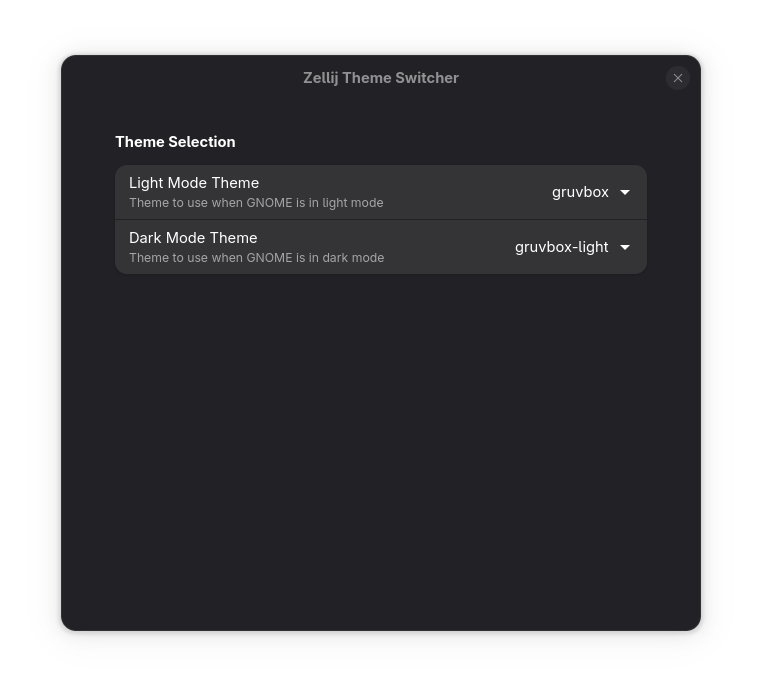 Zellij Theme Switcher
Theme Selection
Light Mode Theme
Theme to use when GNOME is in light mode
gruvbox
Dark Mode Theme
Theme to use when GNOME is in dark mode
gruvbox-light